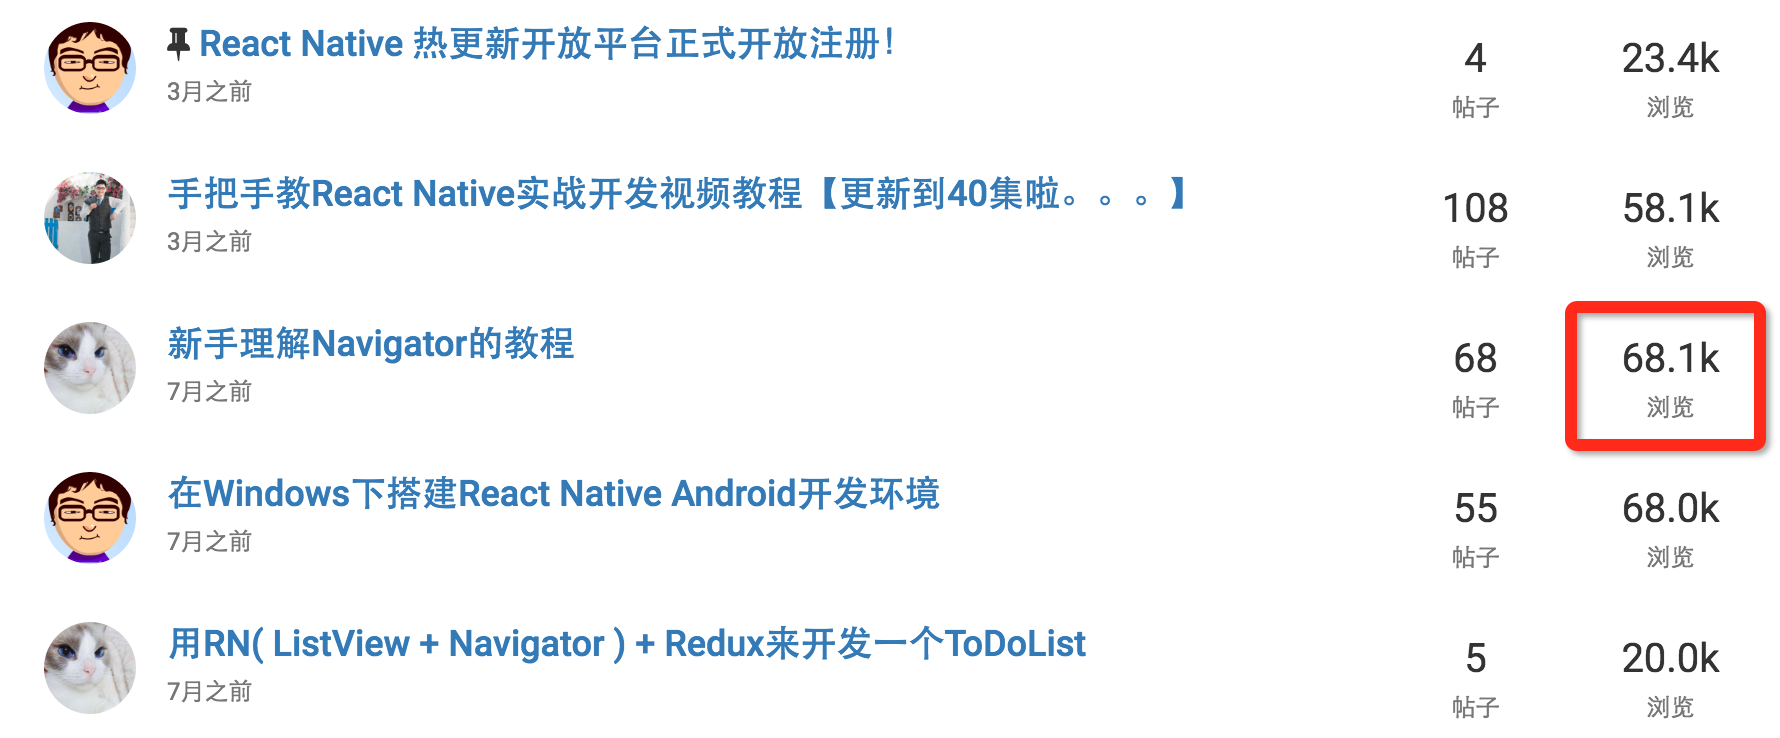 React Native 热更新开放平台正式开放注册!
3月之前
4
帖子
23.4k
浏览
手把手教React Native实战开发视频教程【更新到40集啦。。。】
3月之前
108
帖子
58.1k
浏览
新手理解Navigator的教程
7月之前
68
帖子
68.1k
浏览
在Windows下搭建React Native Android开发环境
7月之前
55
帖子
68.0k
浏览
用RN( ListView + Navigator ) + Redux来开发一个ToDoList
7月之前
5
帖子
20.0k
浏览